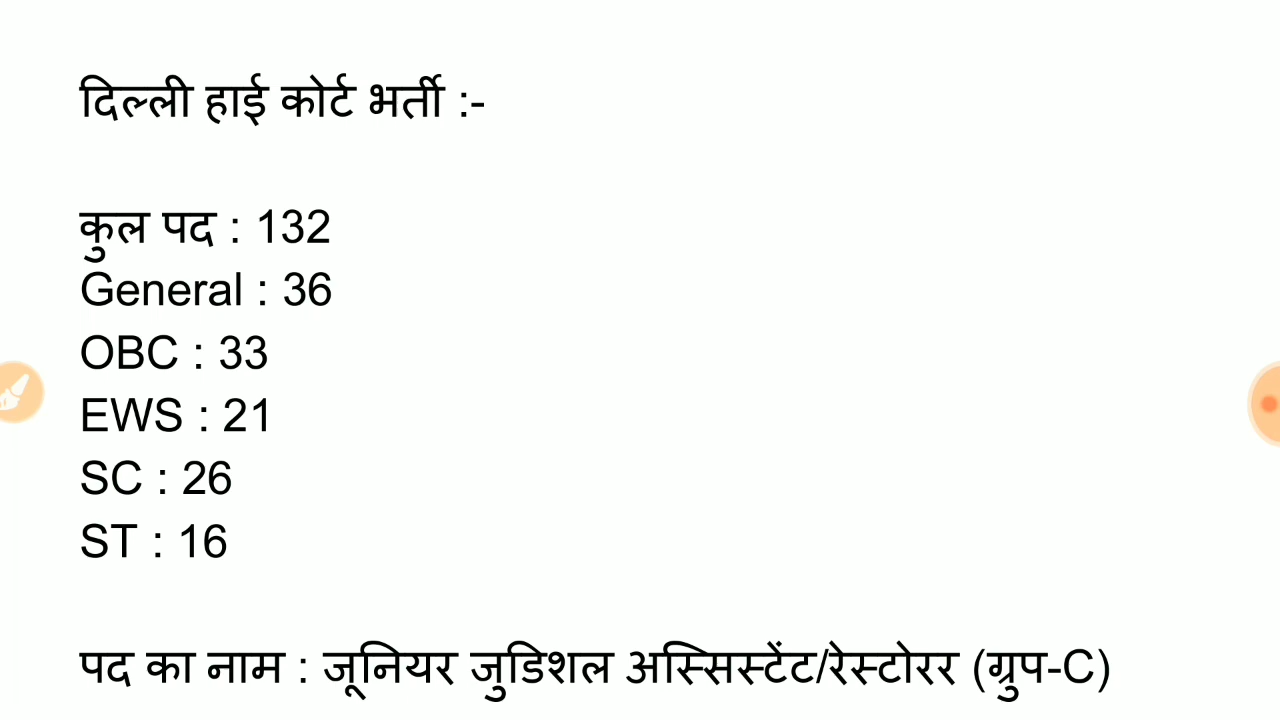 दिल्ली हाई कोर्ट भर्ती :-
कुल पद : 132
General : 36
OBC : 33
EWS : 21
SC : 26
ST : 16
पद का नाम : जूनियर जुडिशल अस्सिस्टेंट/रेस्टोरर (ग्रुप-C)